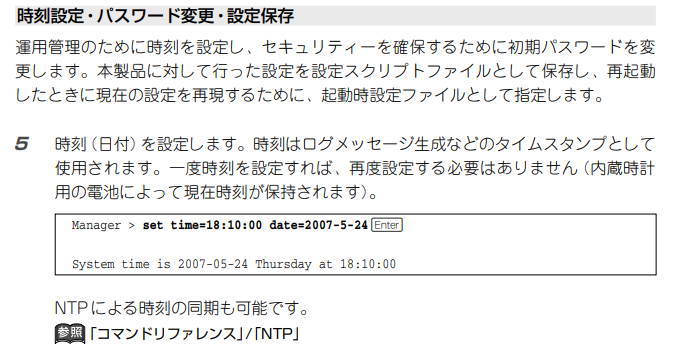 時刻設定・パスワード変更・設定保存
運用管理のために時刻を設定し、セキュリティーを確保するために初期パスワードを変
更します。本製品に対して行った設定を設定スクリプトファイルとして保存し、再起動
したときに現在の設定を再現するために、起動時設定ファイルとして指定します。
5 時刻（日付）を設定します。時刻はログメッセージ生成などのタイムスタンプとして
使用されます。一度時刻を設定すれば、再度設定する必要はありません（内蔵時計
用の電池によって現在時刻が保持されます）。
Manager > set time=18:10:00 date=2007-5-24 Enter
System time is 2007-05-24 Thursday at 18:10:00
NTPによる時刻の同期も可能です。
参照 「コマンドリファレンス」/「NTP」